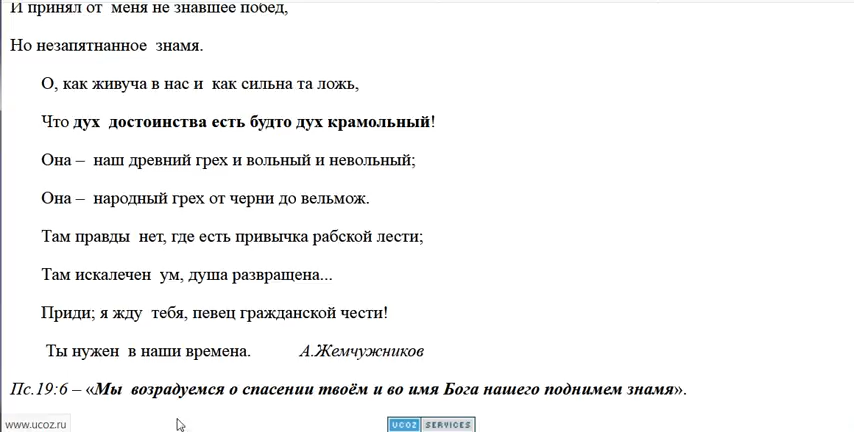 И принял от меня не знавшее побед,
Но незапятнанное знамя.
О, как живуча в нас и как сильна та ложь,
Что дух достоинства есть будто дух крамольный!
Она – наш древний грех и вольный и невольный;
Она – народный грех от черни до вельмож.
Там правды нет, где есть привычка рабской лести;
Там искалечен ум, душа развращена...
Приди; я жду тебя, певец гражданской чести!
Ты нужен в наши времена. А.Жемчужников
Пс.19:6 – «Мы возрадуемся о спасении твоём и во имя Бога нашего поднимем знамя».
www.ucoz.ru
UCOZ SERVICES